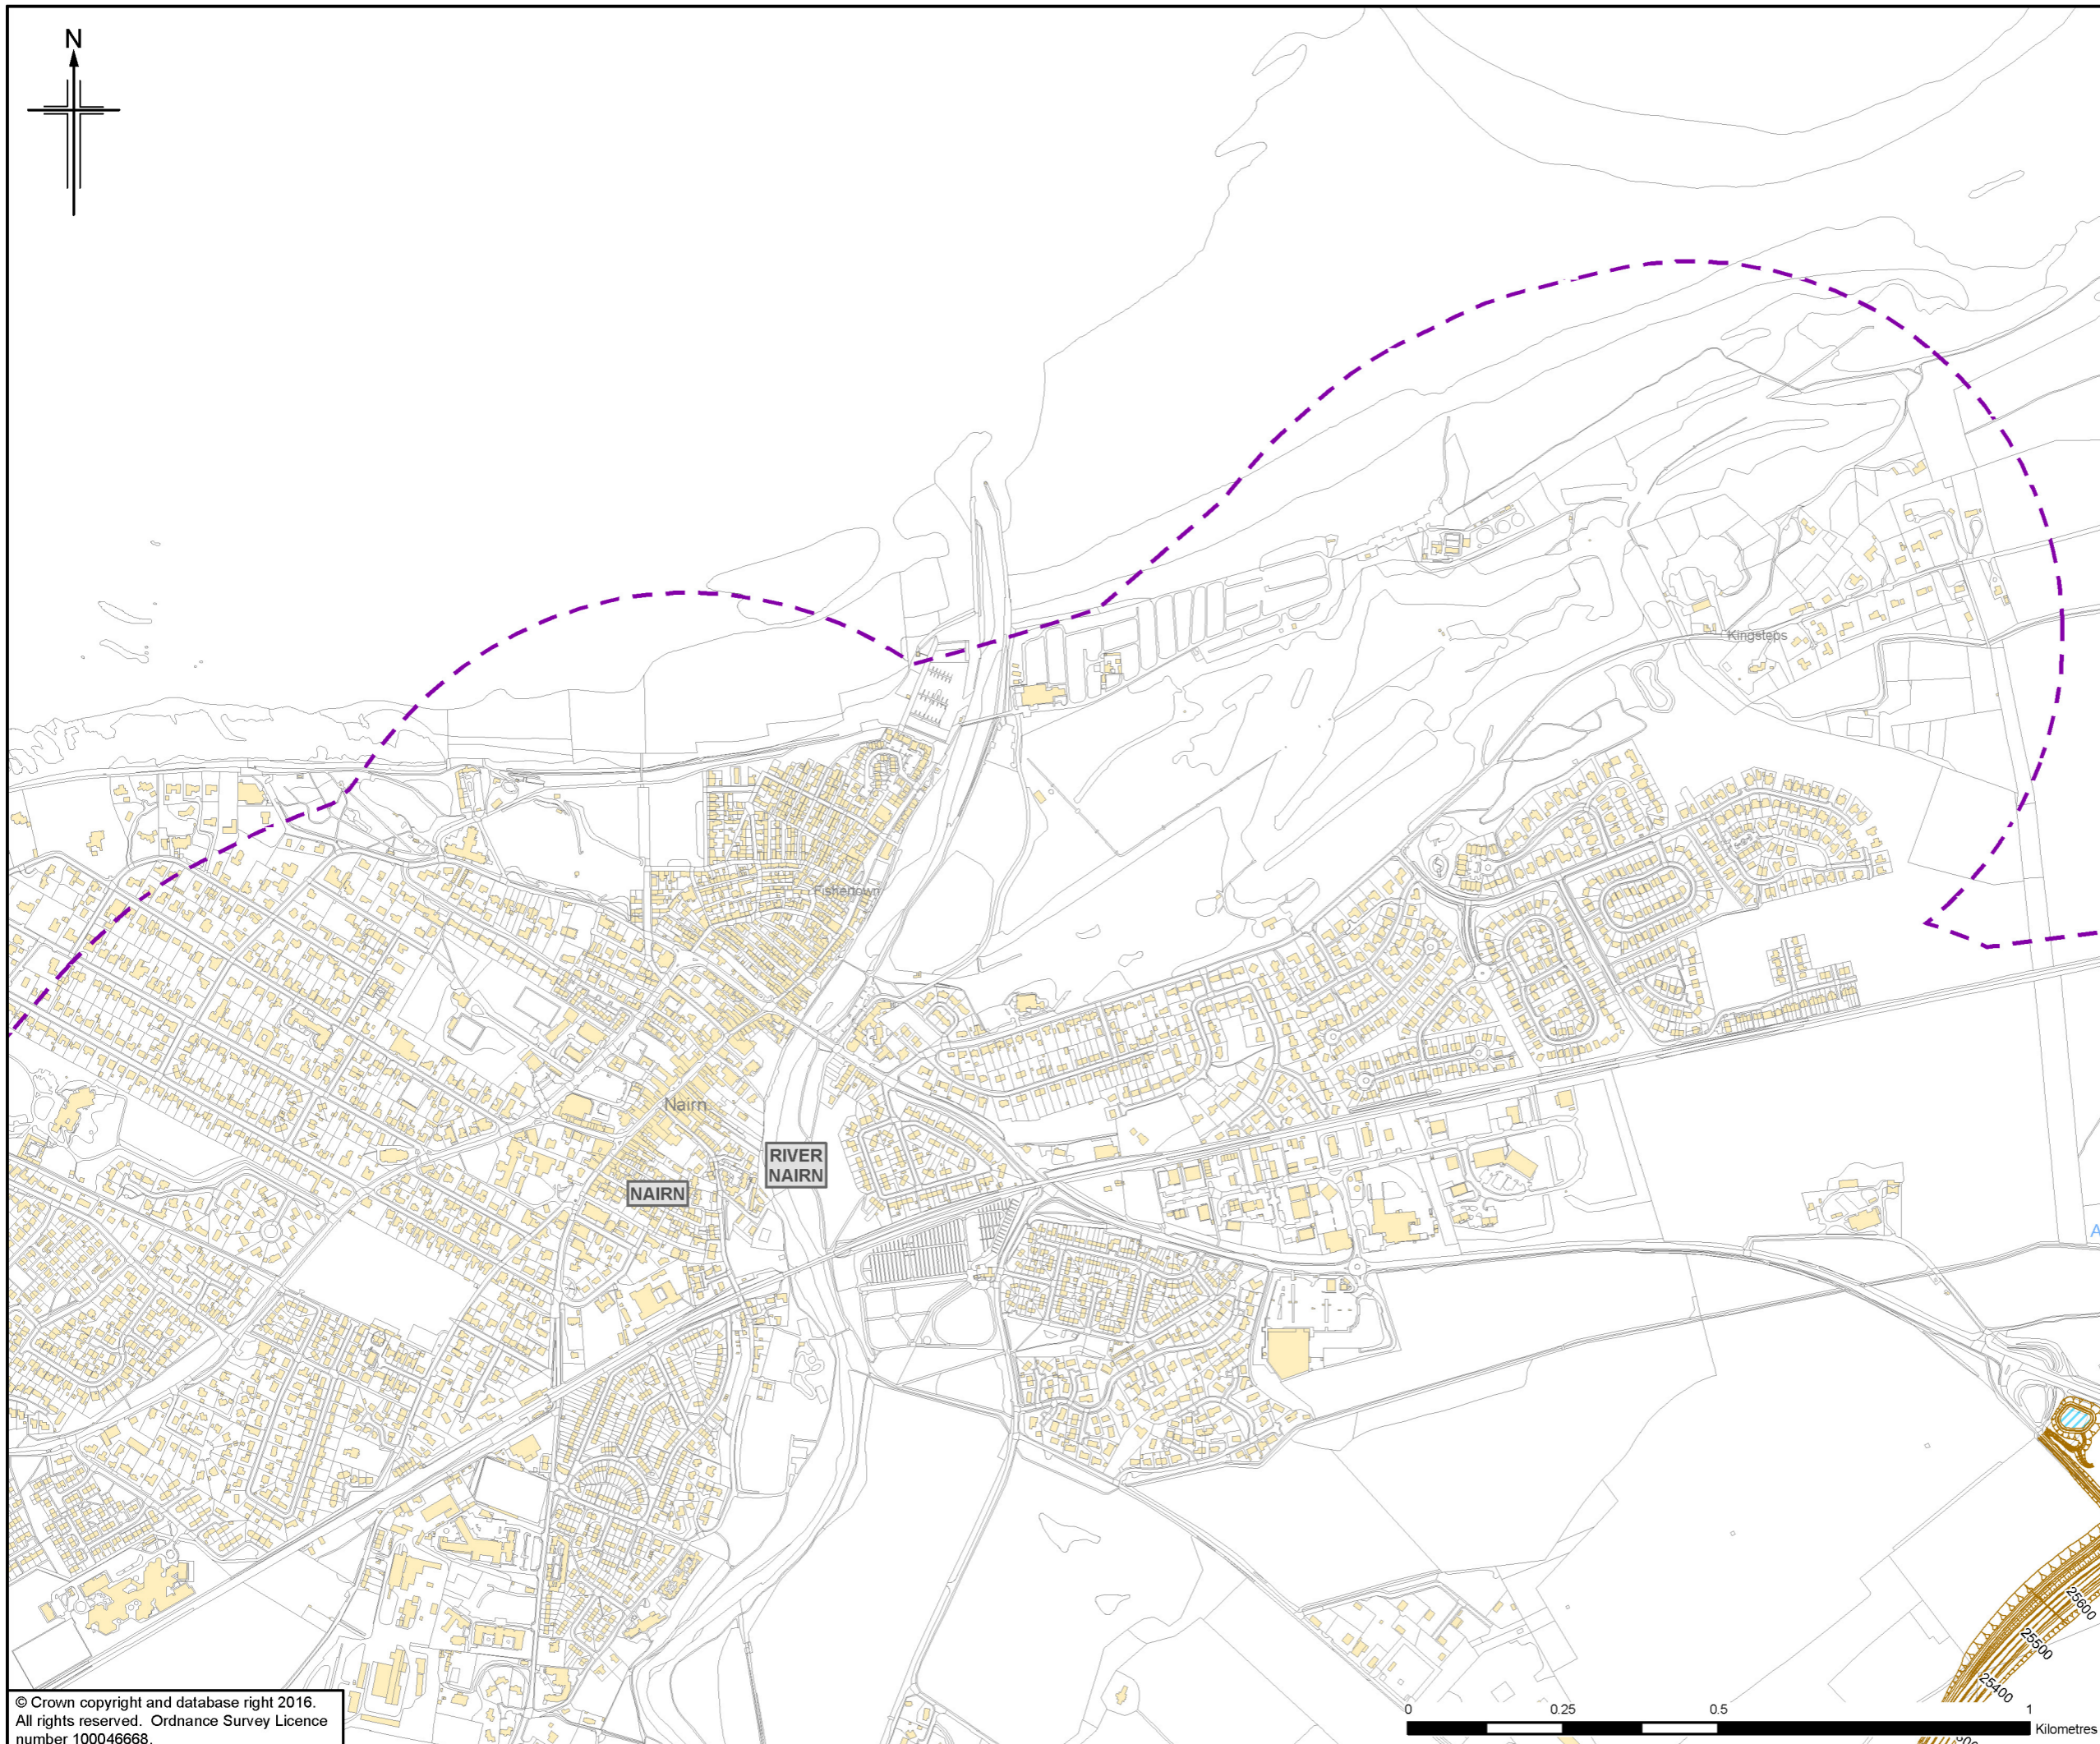 N
Kingsteps
Fishertown
Nairn
RIVER
NAIRN
NAIRN
A
25600
25500
25400
0
0.25
0.5
1
Kilometres
© Crown copyright and database right 2016.
All rights reserved. Ordnance Survey Licence
number 100046668.